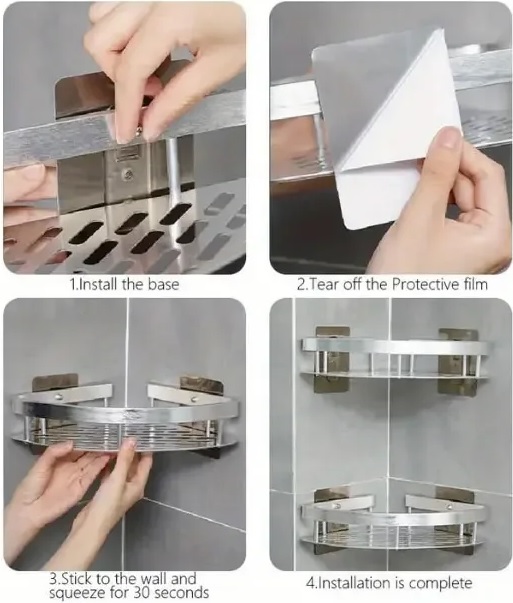 1.Install the base
2.Tear off the Protective film
3.Stick to the wall and
squeeze for 30 seconds
4.Installation is complete